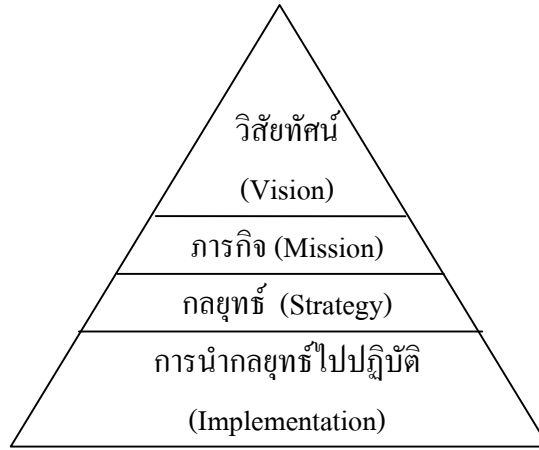 วิสัยทัศน์
(Vision)
ภารกิจ (Mission)
กลยุทธ์ (Strategy)
การนำกลยุทธ์ไปปฏิบัติ
(Implementation)